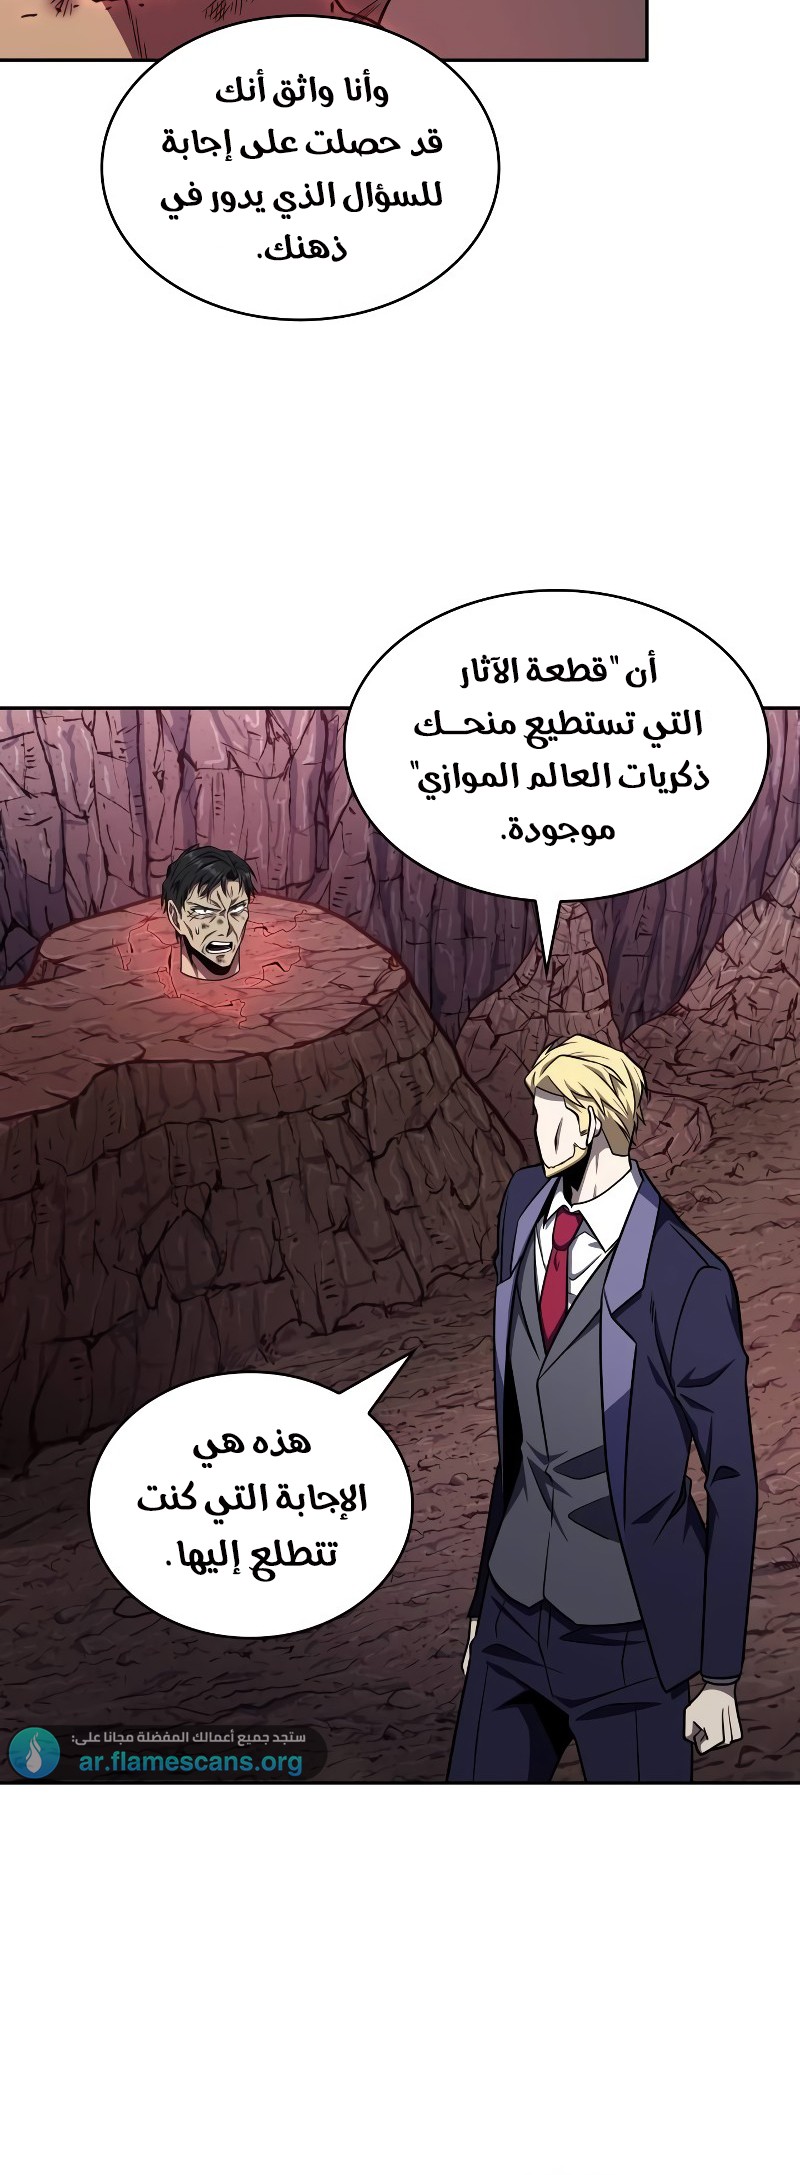 وأنا واثق أنك
قد حصلت على إجابة
للسؤال الذي يدور في
ذهنك.
أن "قطعة الآثار
التي تستطيع منحــك
ذكريات العالم الموازي"
موجودة.
هذه هي
الإجابة التي كنت
تتطلع إليها.
ستجد جميع أعمالك المفضلة مجانا على:
ar.flamescans.org